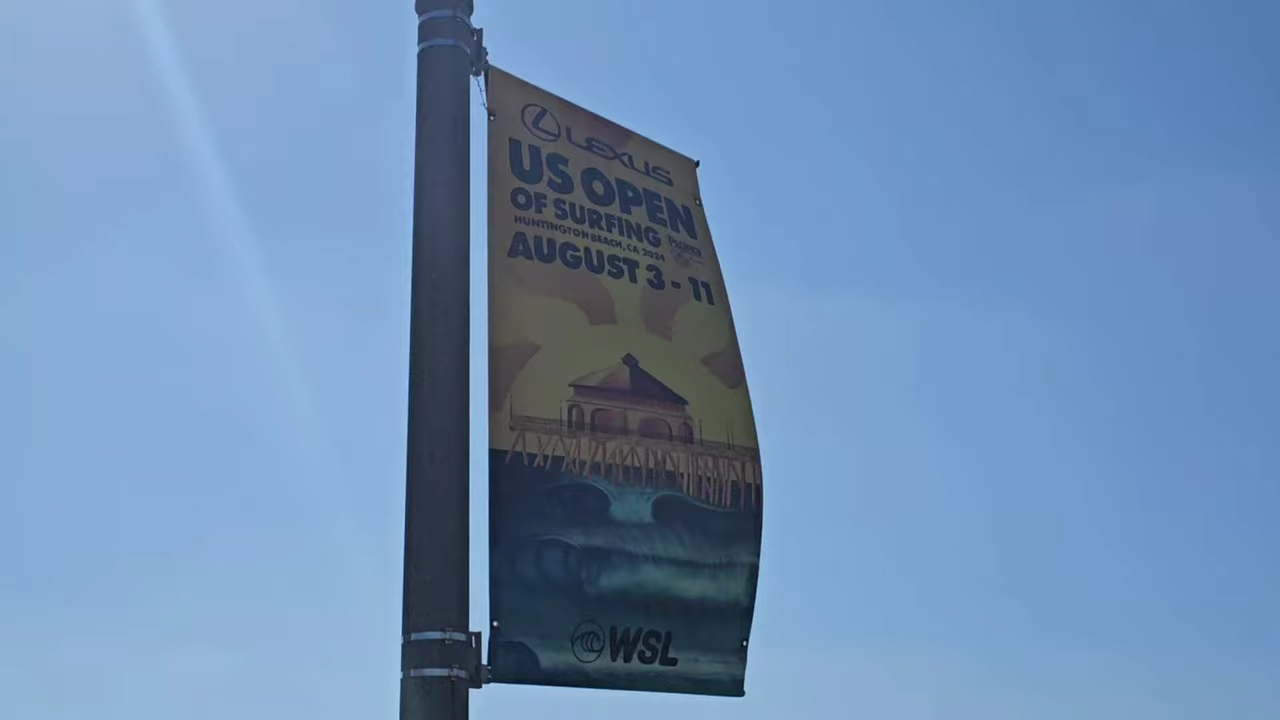 LEXUS
US OPEN
OF SURFING
HUNTINGTON BEACH, CA 2024
AUGUST 3 - 11
WSL